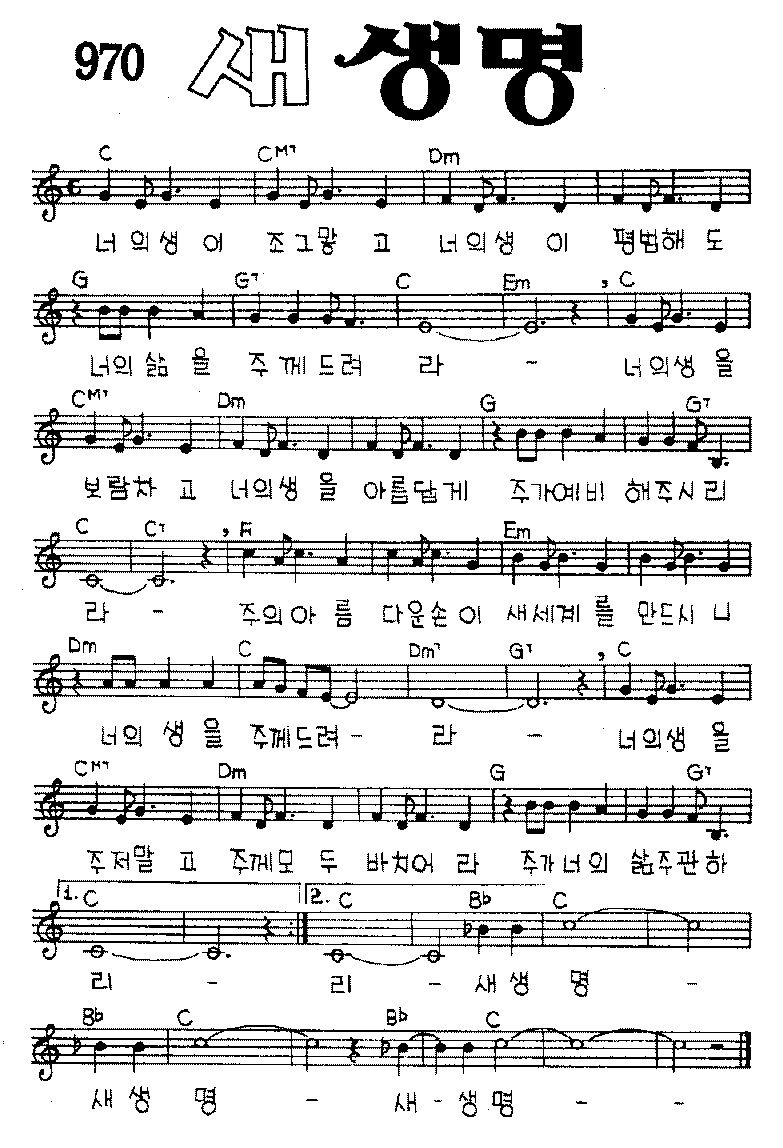 970 새 생명
C CM7 Dm
너의생 이 조그맣 고 너의생 이 평범해 도
G G7 C Em , C
너의삶 을 주 께드려 라 - 너의생 을
CM7 Dm G G7
보람차 고 너의생 을 아름답게 주가예비 해주시리
C C7 ,
라 - 주의아 름 다운손이 새세계 를 만드시 니
Em
Dm C Dm7 G7 , C
너의 생 을 주께드려 - 라 - 너의생 을
CM7 Dm G G7
주저말 고 주께모 두 바치어 라 주가너의 삶주관하
1. C 2. C Bb C
리 - 리 - 새생 명 -
Bb C Bb C
새생 명 - 새 - 생명 - -